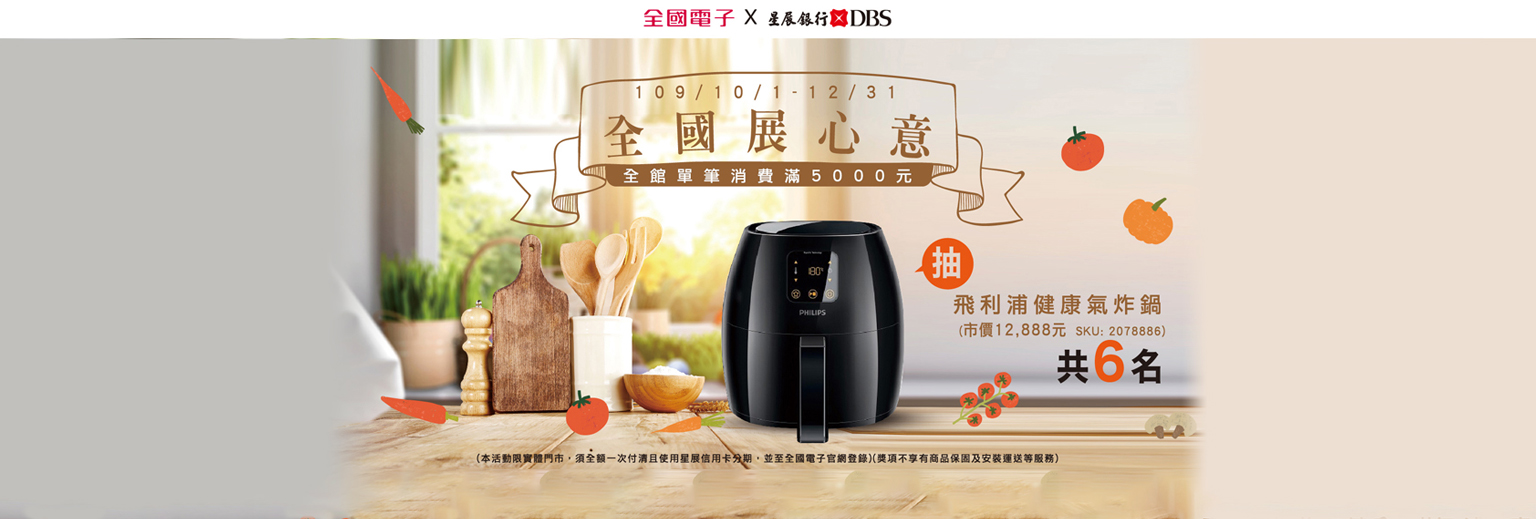 全國電子 X 星展銀行 DBS
109/10/1-12/31
全國展心意
全館單筆消費滿5000元
抽
180°
PHILIPS
飛利浦健康氣炸鍋
(市價12,888元 SKU: 2078886)
共6名
(本活動限實體門市，須全額一次付清且使用星展信用卡分期，並至全國電子官網登錄)(獎項不享有商品保固及安裝運送等服務)